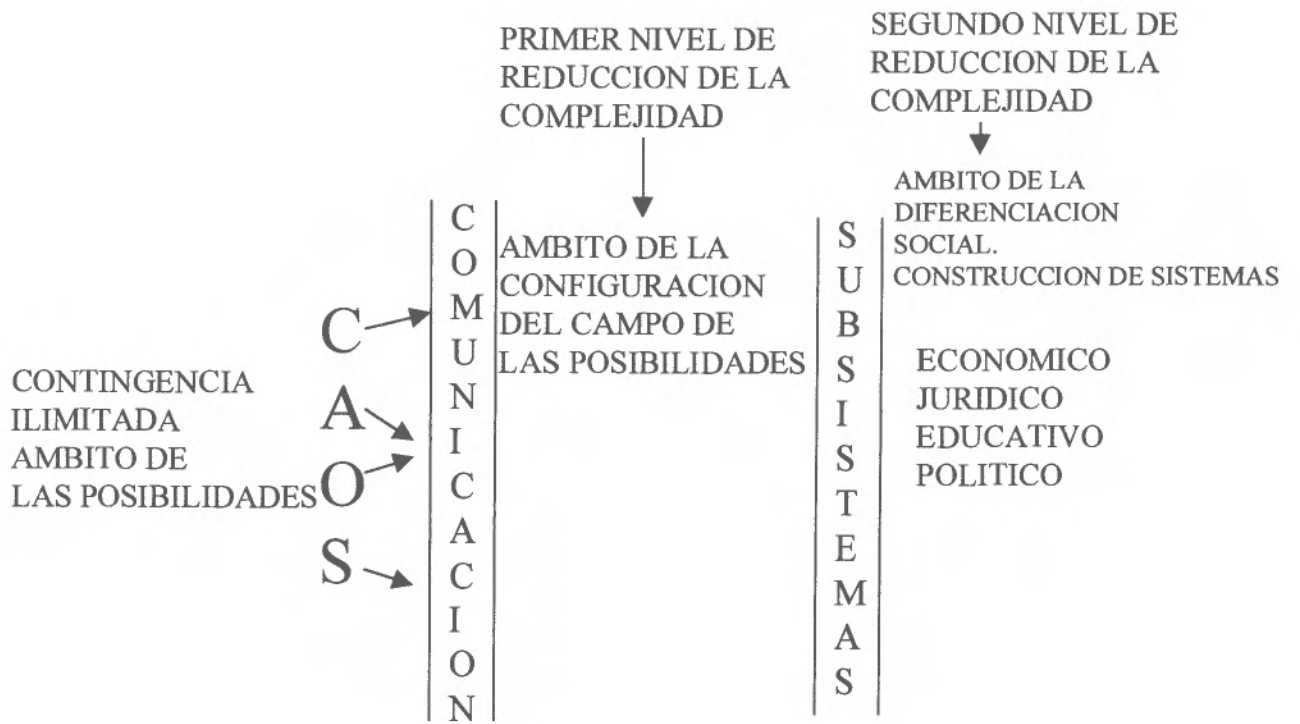 PRIMER NIVEL DE
REDUCCION DE LA
COMPLEJIDAD
SEGUNDO NIVEL DE
REDUCCION DE LA
COMPLEJIDAD
CONTINGENCIA
ILIMITADA
AMBITO DE
LAS POSIBILIDADES
C
A
O
S
C
O
M
U
N
I
C
A
C
I
O
N
AMBITO DE LA
CONFIGURACION
DEL CAMPO DE
LAS POSIBILIDADES
S
U
B
S
I
S
T
E
M
A
S
AMBITO DE LA
DIFERENCIACION
SOCIAL.
CONSTRUCCION DE SISTEMAS
ECONOMICO
JURIDICO
EDUCATIVO
POLITICO